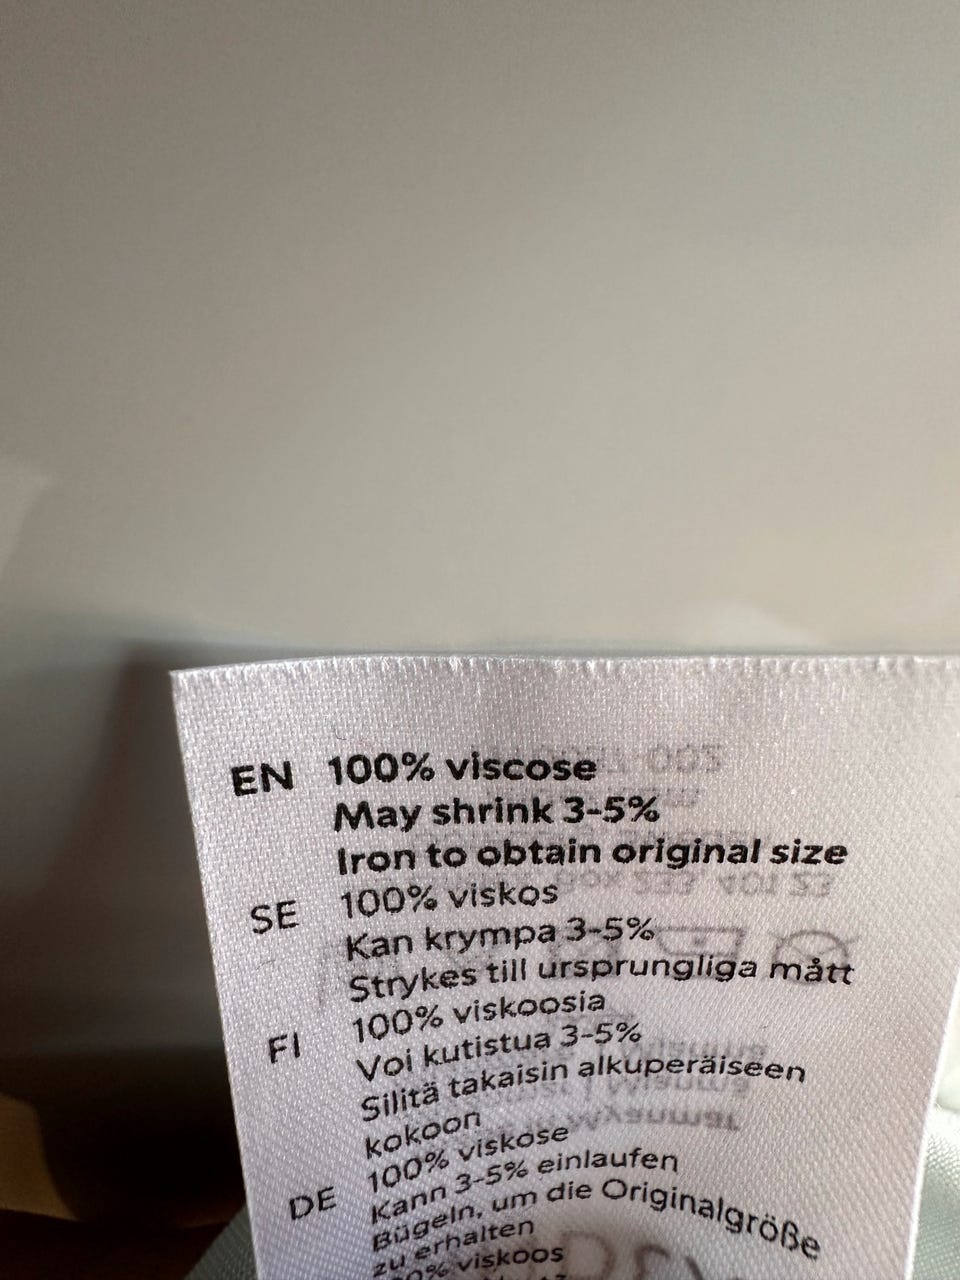 EN 100% viscose
May shrink 3-5%
Iron to obtain original size
SE 100% viskos
Kan krympa 3-5%
Strykes till ursprungliga mått
FI 100% viskoosia
Voi kutistua 3-5%
Silitä takaisin alkuperäiseen
kokoon
DE 100% viskose
Kann 3-5% einlaufen
Bügeln, um die Originalgröße
zu erhalten
viskoos